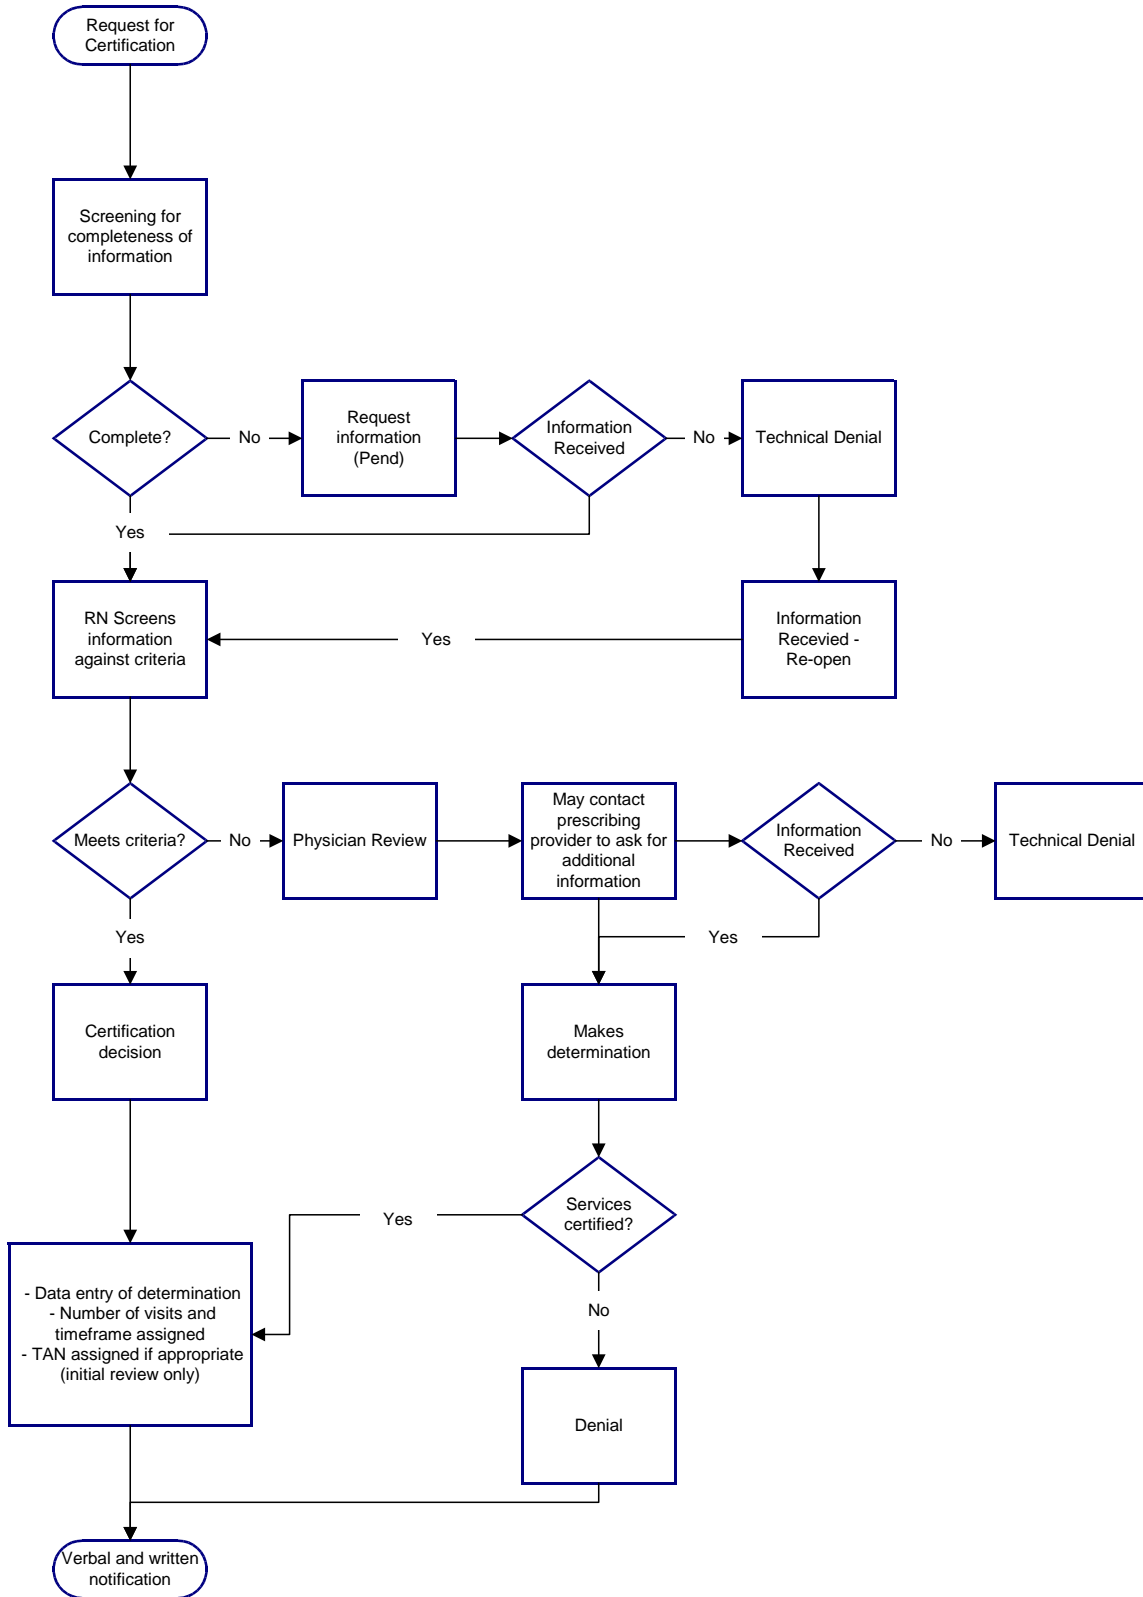 Request for
Certification
Screening for
completeness of
information
Complete?
No
Request
information
(Pend)
Information
Received
No
Technical Denial
Yes
RN Screens
information
against criteria
Yes
Information
Recevied -
Re-open
Meets criteria?
No
Physician Review
May contact
prescribing
provider to ask for
additional
information
Information
Received
No
Technical Denial
Yes
Yes
Certification
decision
Makes
determination
Services
certified?
Yes
- Data entry of determination
- Number of visits and
timeframe assigned
- TAN assigned if appropriate
(initial review only)
No
Denial
Verbal and written
notification